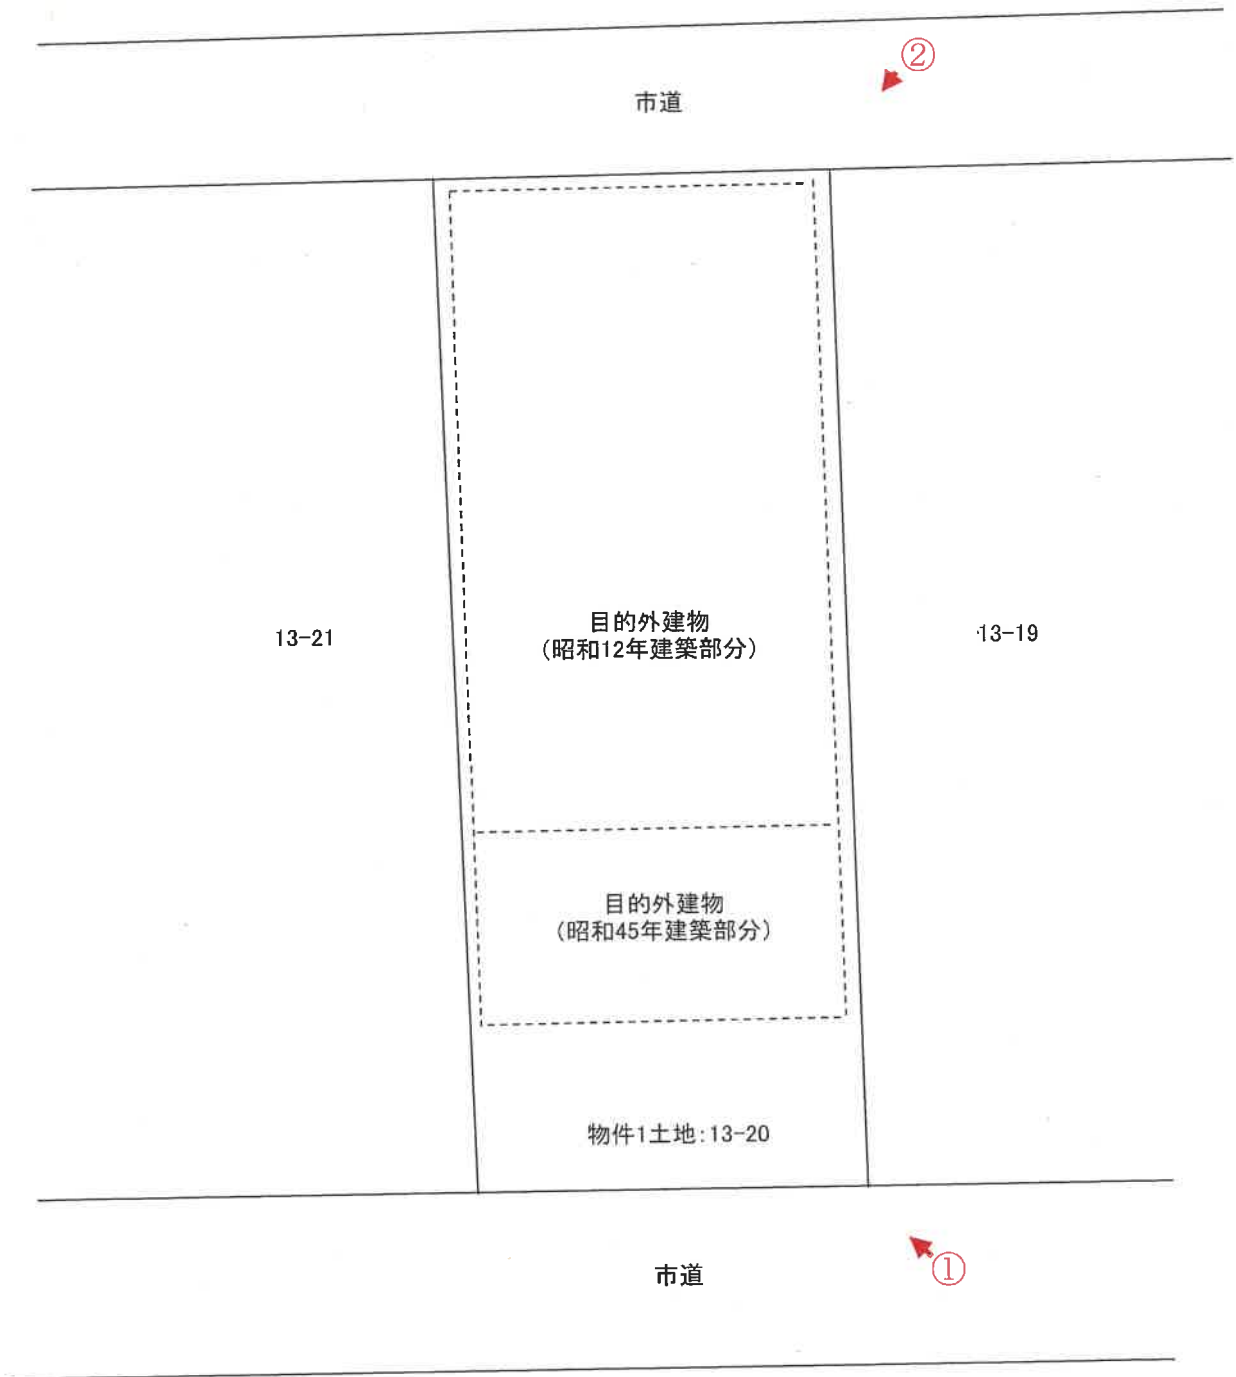 ②
市道
目的外建物
(昭和12年建築部分)
13-21
13-19
目的外建物
(昭和45年建築部分)
物件1土地:13-20
市道
①